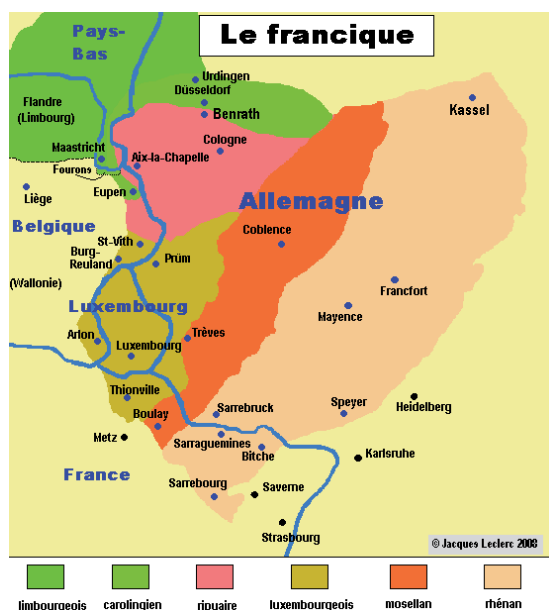 Le francique
Pays-
Bas
Urdingen
Düsseldorf
Benrath
Kassel
Flandre
(Limbourg)
Cologne
Maastricht
Aix-la-Chapelle
Fourons
Liège
Eupen
Allemagne
Belgique
St-Vith
Coblence
Burg-
Reuland
Prüm
(Wallonie)
Francfort
Luxembourg
Mayence
Arlon
Trèves
Luxembourg
Thionville
Heidelberg
Sarrebruck
Speyer
Boulay
Metz
Sarraguemines
Bitche
Karlsruhe
France
Sarrebourg
Saverne
Strasbourg
© Jacques Leclerc 2008
limbourgeois
carolingien
ripuaire
luxembourgeois
mosellan
rhénan